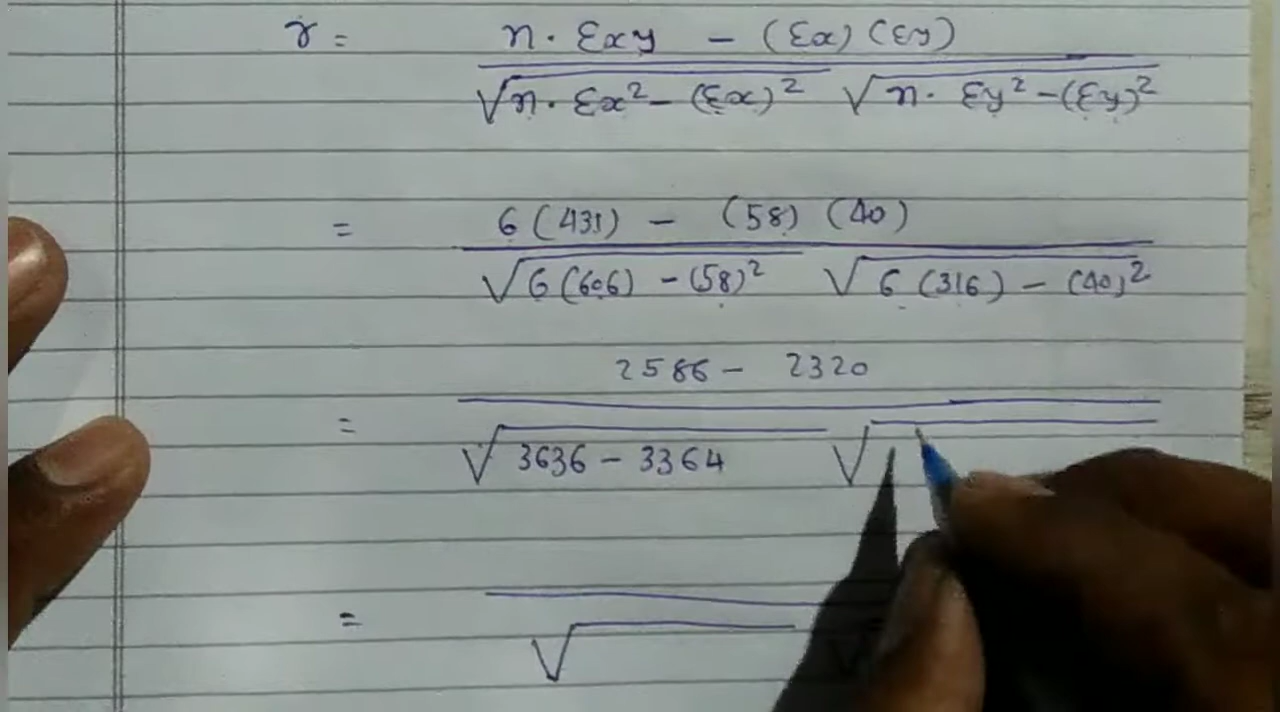 r = n · Σxy - (Σx) (Σy)
√n · Σx² - (Σx)² √n · Σy² - (Σy)²
= 6 (431) - (58) (40)
√6 (606) - (58)² √6 (316) - (40)²
2586 - 2320
= √3636 - 3364 √
= √